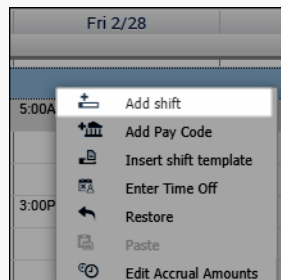 Fri 2/28
Add shift
5:00A
Add Pay Code
Insert shift template
Enter Time Off
3:00P
Restore
Paste
Edit Accrual Amounts